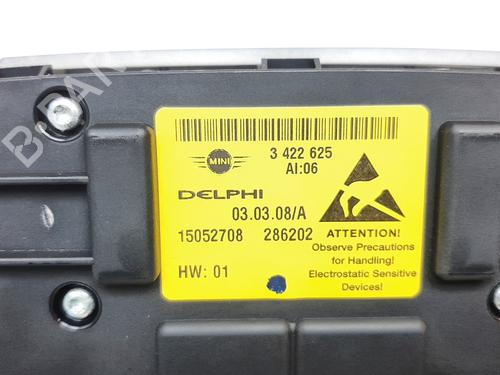 MINI
3 422 625
AI:06
DELPHI
03.03.08/A
15052708 286202
HW: 01
ATTENTION!
Observe Precautions
for Handling!
Electrostatic Sensitive
Devices!
B-PARTS